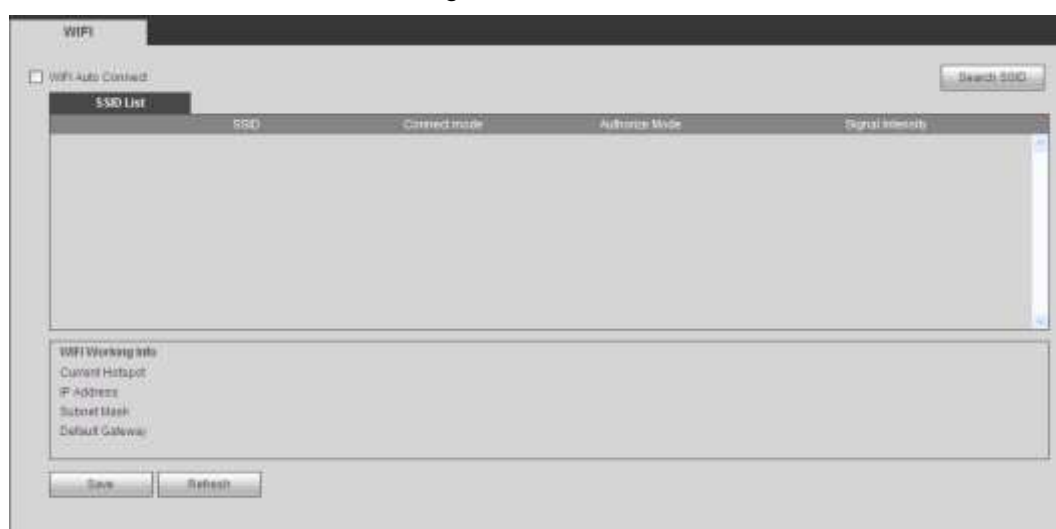 WIFI
WIFI Auto Connect
Search SSID
SSID List
SSID Connect mode Authorize Mode Signal Intensity
WIFI Working Info
Current Hotspot
IP Address
Subnet Mask
Default Gateway
Save Refresh